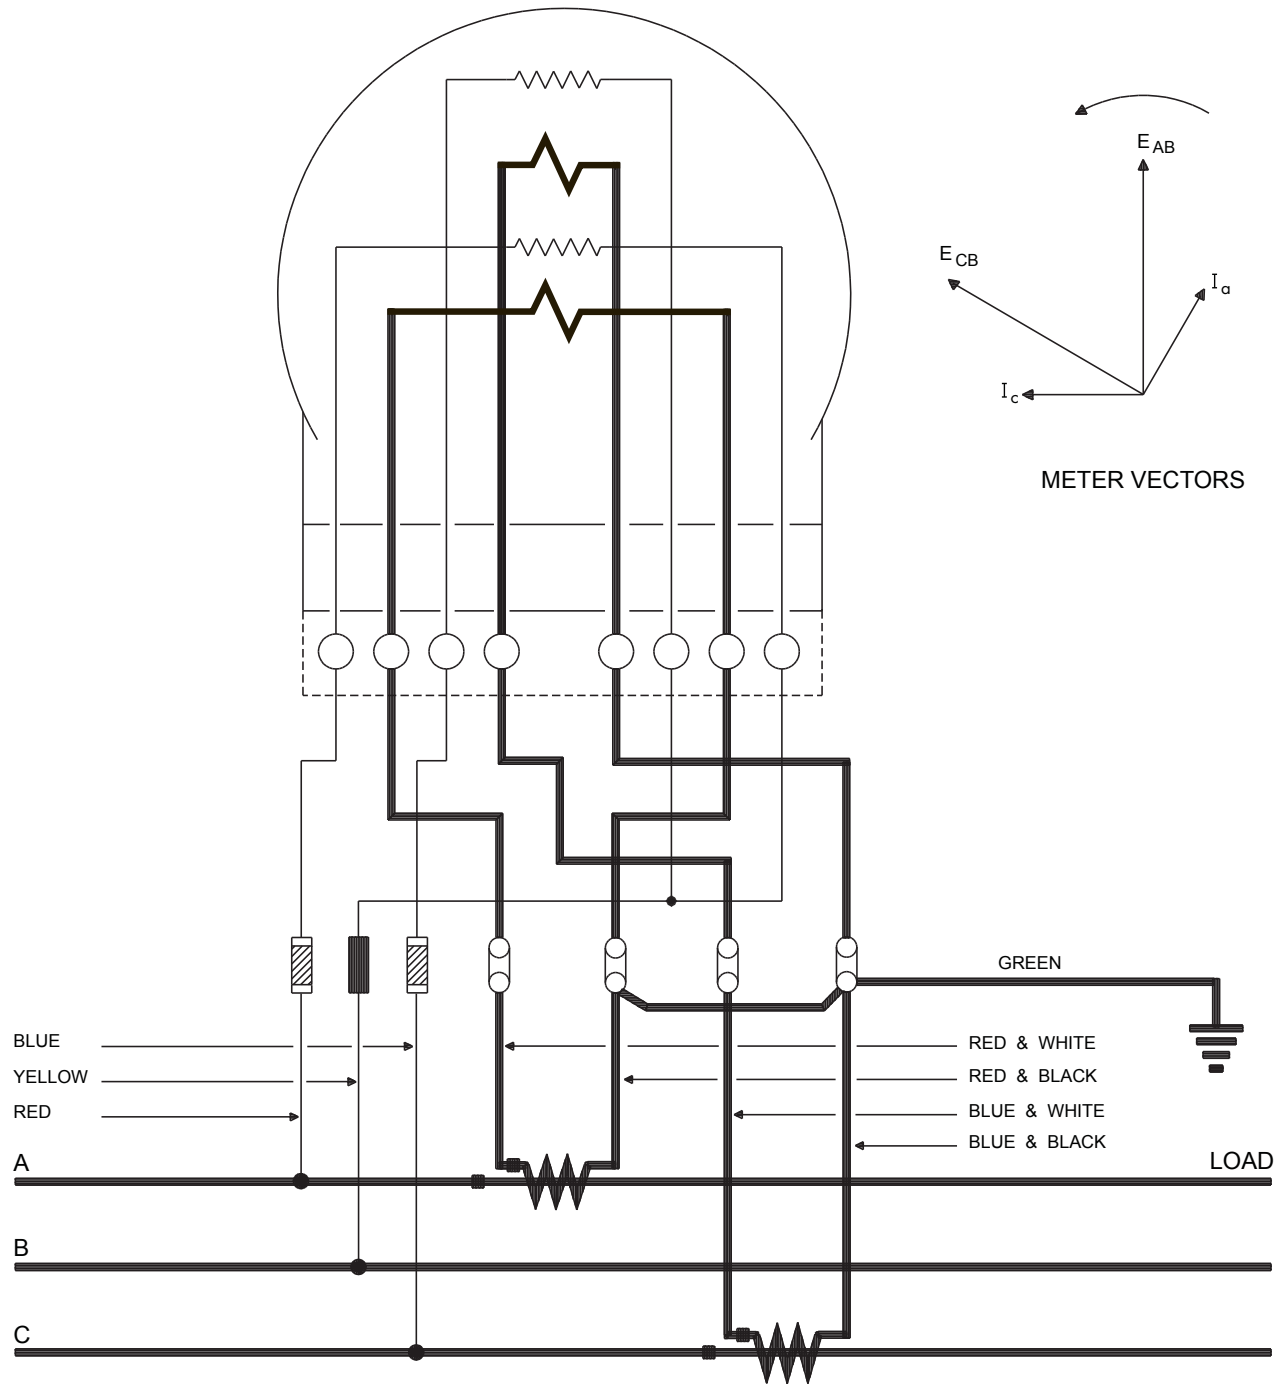 E AB
E CB
I a
I c
METER VECTORS
GREEN
BLUE
YELLOW
RED
RED & WHITE
RED & BLACK
BLUE & WHITE
BLUE & BLACK
A
LOAD
B
C